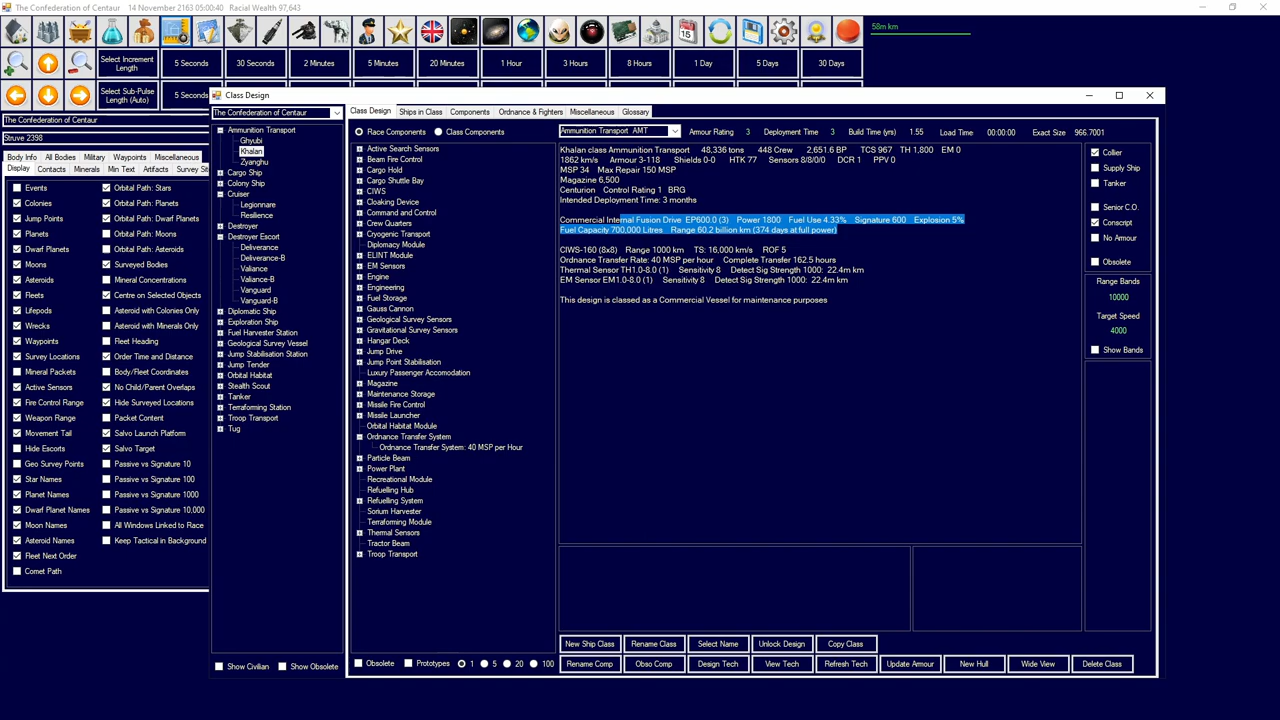 The Confederation of Centaur   14 November 2163 05:00:40   Racial Wealth 97,643
58m km
Select Increment Length
5 Seconds
30 Seconds
2 Minutes
5 Minutes
20 Minutes
1 Hour
3 Hours
8 Hours
1 Day
5 Days
30 Days
Select Sub-Pulse Length (Auto)
5 Seconds
The Confederation of Centaur
Struve 2398
Body Info
All Bodies
Military
Waypoints
Miscellaneous
Display
Contacts
Minerals
Min Text
Artifacts
Survey Sit
Events
Colonies
Jump Points
Planets
Dwarf Planets
Moons
Asteroids
Fleets
Lifepods
Wrecks
Waypoints
Survey Locations
Mineral Packets
Active Sensors
Fire Control Range
Weapon Range
Movement Tail
Hide Escorts
Geo Survey Points
Star Names
Planet Names
Dwarf Planet Names
Moon Names
Asteroid Names
Fleet Next Order
Comet Path
Orbital Path: Stars
Orbital Path: Planets
Orbital Path: Dwarf Planets
Orbital Path: Moons
Orbital Path: Asteroids
Surveyed Bodies
Mineral Concentrations
Centre on Selected Objects
Asteroid with Colonies Only
Asteroid with Minerals Only
Fleet Heading
Order Time and Distance
Body/Fleet Coordinates
No Child/Parent Overlaps
Hide Surveyed Locations
Packet Content
Salvo Launch Platform
Salvo Target
Passive vs Signature 10
Passive vs Signature 100
Passive vs Signature 1000
Passive vs Signature 10,000
All Windows Linked to Race
Keep Tactical in Background
Class Design
The Confederation of Centaur
Ammunition Transport
Ghyubi
Khalan
Zyanghu
Cargo Ship
Colony Ship
Cruiser
Legionnare
Resilience
Destroyer
Destroyer Escort
Deliverance
Deliverance-B
Valiance
Valiance-B
Vanguard
Vanguard-B
Diplomatic Ship
Exploration Ship
Fuel Harvester Station
Geological Survey Vessel
Jump Stabilisation Station
Jump Tender
Orbital Habitat
Stealth Scout
Tanker
Terraforming Station
Troop Transport
Tug
Show Civilian
Show Obsolete
Class Design
Ships in Class
Components
Ordnance & Fighters
Miscellaneous
Glossary
Race Components
Class Components
Active Search Sensors
Beam Fire Control
Cargo Hold
Cargo Shuttle Bay
CIWS
Cloaking Device
Command and Control
Crew Quarters
Cryogenic Transport
Diplomacy Module
ELINT Module
EM Sensors
Engine
Engineering
Fuel Storage
Gauss Cannon
Geological Survey Sensors
Gravitational Survey Sensors
Hangar Deck
Jump Drive
Jump Point Stabilisation
Luxury Passenger Accomodation
Magazine
Maintenance Storage
Missile Fire Control
Missile Launcher
Orbital Habitat Module
Ordnance Transfer System
Ordnance Transfer System: 40 MSP per Hour
Particle Beam
Power Plant
Recreational Module
Refuelling Hub
Refuelling System
Sorium Harvester
Terraforming Module
Thermal Sensors
Tractor Beam
Troop Transport
Obsolete
Prototypes
1
5
20
100
Ammunition Transport  AMT
Armour Rating   3
Deployment Time   3
Build Time (yrs)   1.55
Load Time   00:00:00
Exact Size   966.7001
Khalan class Ammunition Transport   48,336 tons   448 Crew   2,651.6 BP   TCS 967   TH 1,800   EM 0
1862 km/s   Armour 3-118   Shields 0-0   HTK 77   Sensors 8/8/0/0   DCR 1   PPV 0
MSP 34   Max Repair 150 MSP
Magazine 6,500
Centurion   Control Rating 1   BRG
Intended Deployment Time: 3 months
Commercial Internal Fusion Drive  EP600.0 (3)   Power 1800   Fuel Use 4.33%   Signature 600   Explosion 5%
Fuel Capacity 700,000 Litres   Range 60.2 billion km (374 days at full power)
CIWS-160 (8x8)   Range 1000 km   TS: 16,000 km/s   ROF 5
Ordnance Transfer Rate: 40 MSP per hour   Complete Transfer 162.5 hours
Thermal Sensor TH1.0-8.0 (1)   Sensitivity 8   Detect Sig Strength 1000:  22.4m km
EM Sensor EM1.0-8.0 (1)   Sensitivity 8   Detect Sig Strength 1000:  22.4m km
This design is classed as a Commercial Vessel for maintenance purposes
Collier
Supply Ship
Tanker
Senior C.O.
Conscript
No Armour
Obsolete
Range Bands
10000
Target Speed
4000
Show Bands
New Ship Class
Rename Class
Select Name
Unlock Design
Copy Class
Rename Comp
Obso Comp
Design Tech
View Tech
Refresh Tech
Update Armour
New Hull
Wide View
Delete Class